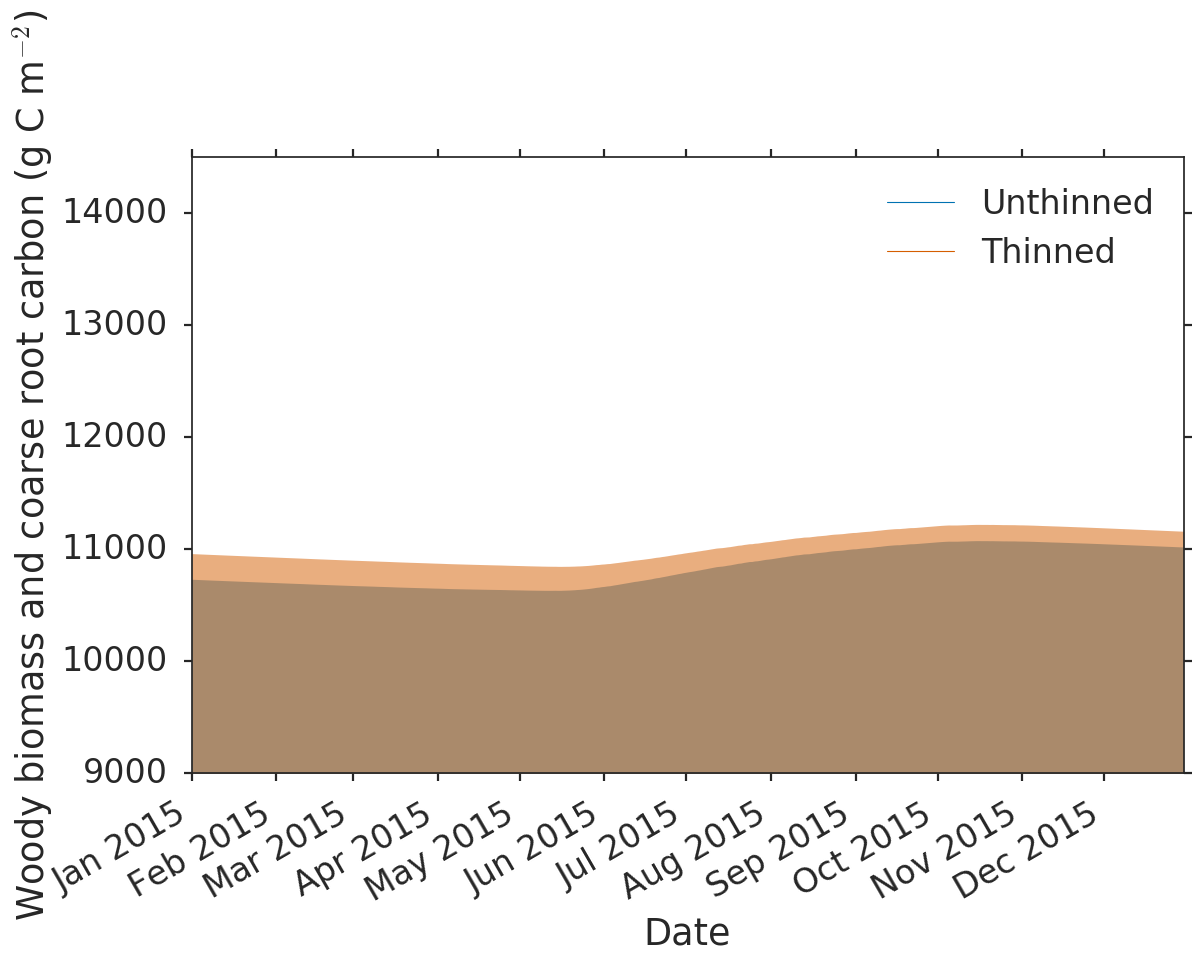 Woody biomass and coarse root carbon (g C m⁻²)
14000
13000
12000
11000
10000
9000
Unthinned
Thinned
Jan 2015
Feb 2015
Mar 2015
Apr 2015
May 2015
Jun 2015
Jul 2015
Aug 2015
Sep 2015
Oct 2015
Nov 2015
Dec 2015
Date